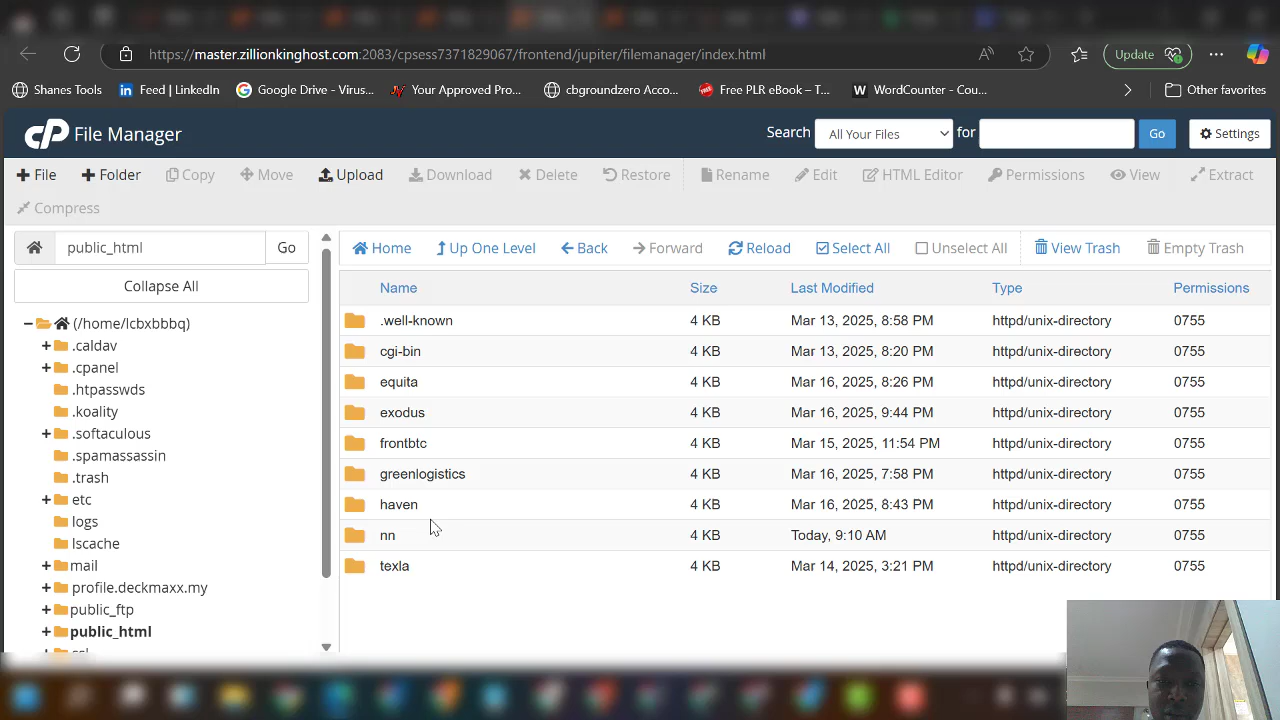 https://master.zillionkinghost.com:2083/cpsess7371829067/frontend/jupiter/filemanager/index.html
Update
Shanes Tools
Feed | LinkedIn
Google Drive - Virus...
Your Approved Pro...
cbgroundzero Acco...
Free PLR eBook – T...
WordCounter - Cou...
Other favorites
cP File Manager
Search All Your Files for Go Settings
File Folder Copy Move Upload Download Delete Restore Rename Edit HTML Editor Permissions View Extract
Compress
public_html Go
Home Up One Level Back Forward Reload Select All Unselect All View Trash Empty Trash
Collapse All
Name Size Last Modified Type Permissions
(/home/lcbxbbbq)
.caldav
.cpanel
.htpasswds
.koality
.softaculous
.spamassassin
.trash
etc
logs
lscache
mail
profile.deckmaxx.my
public_ftp
public_html
.well-known 4 KB Mar 13, 2025, 8:58 PM httpd/unix-directory 0755
cgi-bin 4 KB Mar 13, 2025, 8:20 PM httpd/unix-directory 0755
equita 4 KB Mar 16, 2025, 8:26 PM httpd/unix-directory 0755
exodus 4 KB Mar 16, 2025, 9:44 PM httpd/unix-directory 0755
frontbtc 4 KB Mar 15, 2025, 11:54 PM httpd/unix-directory 0755
greenlogistics 4 KB Mar 16, 2025, 7:58 PM httpd/unix-directory 0755
haven 4 KB Mar 16, 2025, 8:43 PM httpd/unix-directory 0755
nn 4 KB Today, 9:10 AM httpd/unix-directory 0755
texla 4 KB Mar 14, 2025, 3:21 PM httpd/unix-directory 0755